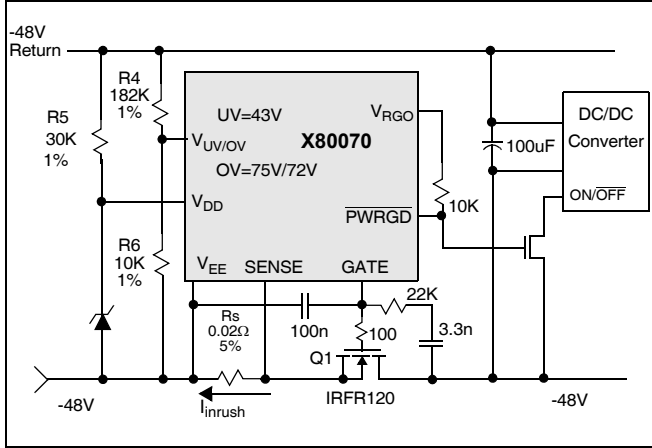 -48V
Return
R4
182K
1%
R5
30K
1%
UV=43V
VRGO
X80070
VUV/OV
OV=75V/72V
VDD
PWRGD
R6
10K
1%
VEE
SENSE
GATE
10K
100uF
DC/DC
Converter
ON/OFF
Rs
0.02Ω
5%
100n
22K
100
3.3n
Q1
-48V
Iinrush
IRFR120
-48V